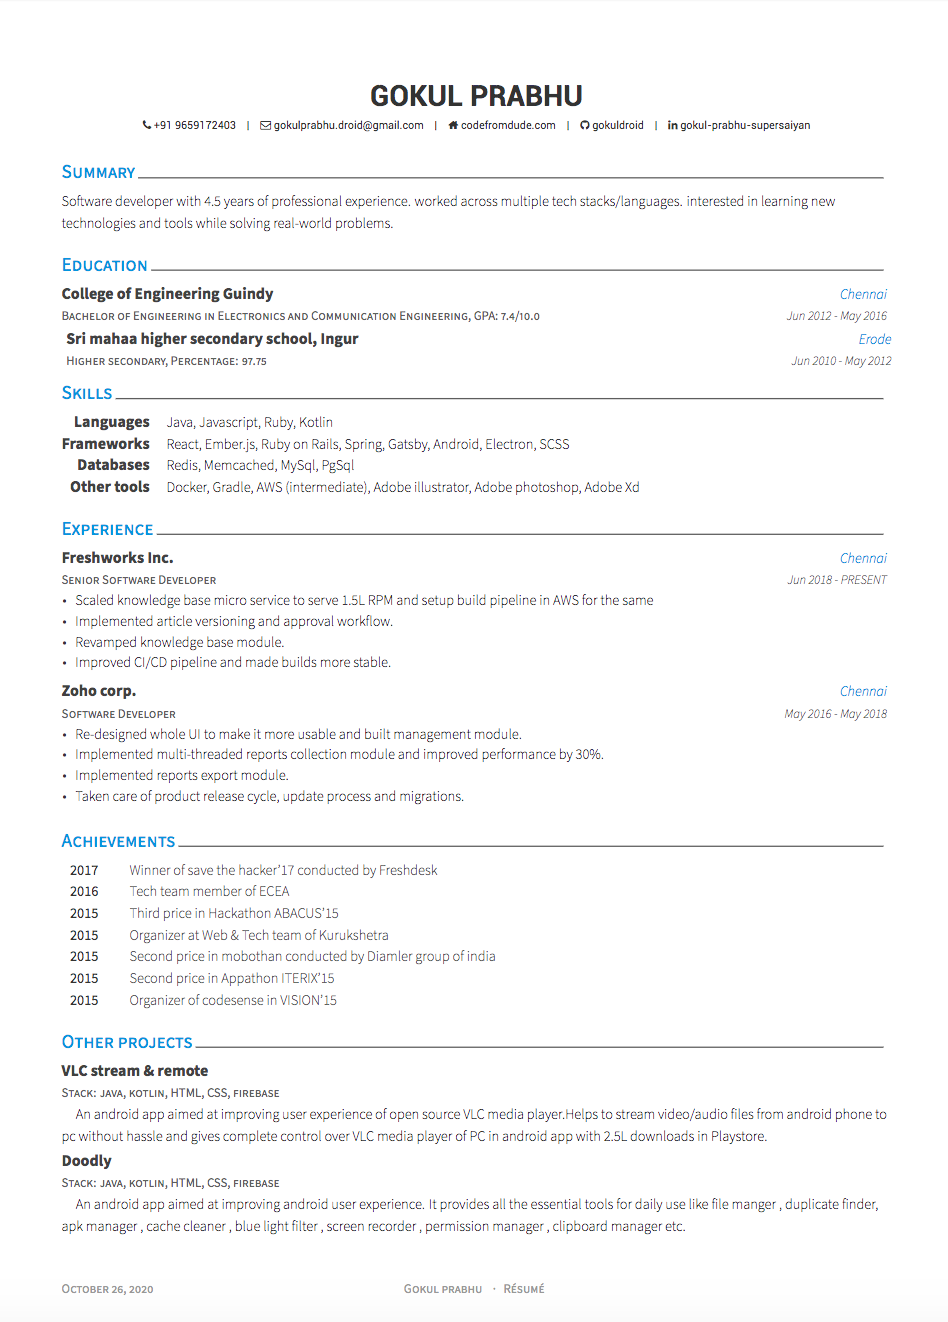 GOKUL PRABHU
+91 9659172403 | gokulprabhu.droid@gmail.com | codefromdude.com | gokuldroid | gokul-prabhu-supersaiyan
SUMMARY
Software developer with 4.5 years of professional experience. worked across multiple tech stacks/languages. interested in learning new
technologies and tools while solving real-world problems.
EDUCATION
College of Engineering Guindy Chennai
BACHELOR OF ENGINEERING IN ELECTRONICS AND COMMUNICATION ENGINEERING, GPA: 7.4/10.0 Jun 2012 - May 2016
Sri mahaa higher secondary school, Ingur Erode
HIGHER SECONDARY, PERCENTAGE: 97.75 Jun 2010 - May 2012
SKILLS
Languages Java, Javascript, Ruby, Kotlin
Frameworks React, Ember.js, Ruby on Rails, Spring, Gatsby, Android, Electron, SCSS
Databases Redis, Memcached, MySql, PgSql
Other tools Docker, Gradle, AWS (intermediate), Adobe illustrator, Adobe photoshop, Adobe Xd
EXPERIENCE
Freshworks Inc. Chennai
SENIOR SOFTWARE DEVELOPER Jun 2018 - PRESENT
• Scaled knowledge base micro service to serve 1.5L RPM and setup build pipeline in AWS for the same
• Implemented article versioning and approval workflow.
• Revamped knowledge base module.
• Improved CI/CD pipeline and made builds more stable.
Zoho corp. Chennai
SOFTWARE DEVELOPER May 2016 - May 2018
• Re-designed whole UI to make it more usable and built management module.
• Implemented multi-threaded reports collection module and improved performance by 30%.
• Implemented reports export module.
• Taken care of product release cycle, update process and migrations.
ACHIEVEMENTS
2017 Winner of save the hacker'17 conducted by Freshdesk
2016 Tech team member of ECEA
2015 Third price in Hackathon ABACUS'15
2015 Organizer at Web & Tech team of Kurukshetra
2015 Second price in mobothan conducted by Diamler group of india
2015 Second price in Appathon ITERIX'15
2015 Organizer of codesense in VISION'15
OTHER PROJECTS
VLC stream & remote
STACK: JAVA, KOTLIN, HTML, CSS, FIREBASE
An android app aimed at improving user experience of open source VLC media player.Helps to stream video/audio files from android phone to
pc without hassle and gives complete control over VLC media player of PC in android app with 2.5L downloads in Playstore.
Doodly
STACK: JAVA, KOTLIN, HTML, CSS, FIREBASE
An android app aimed at improving android user experience. It provides all the essential tools for daily use like file manger , duplicate finder,
apk manager , cache cleaner , blue light filter , screen recorder , permission manager , clipboard manager etc.
OCTOBER 26, 2020 GOKUL PRABHU · RÉSUMÉ